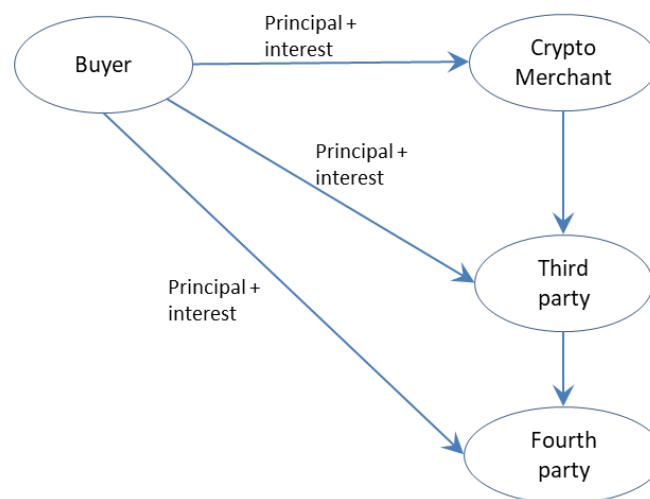 Principal +
interest
Buyer
Crypto
Merchant
Principal +
interest
Third
party
Principal +
interest
Fourth
party